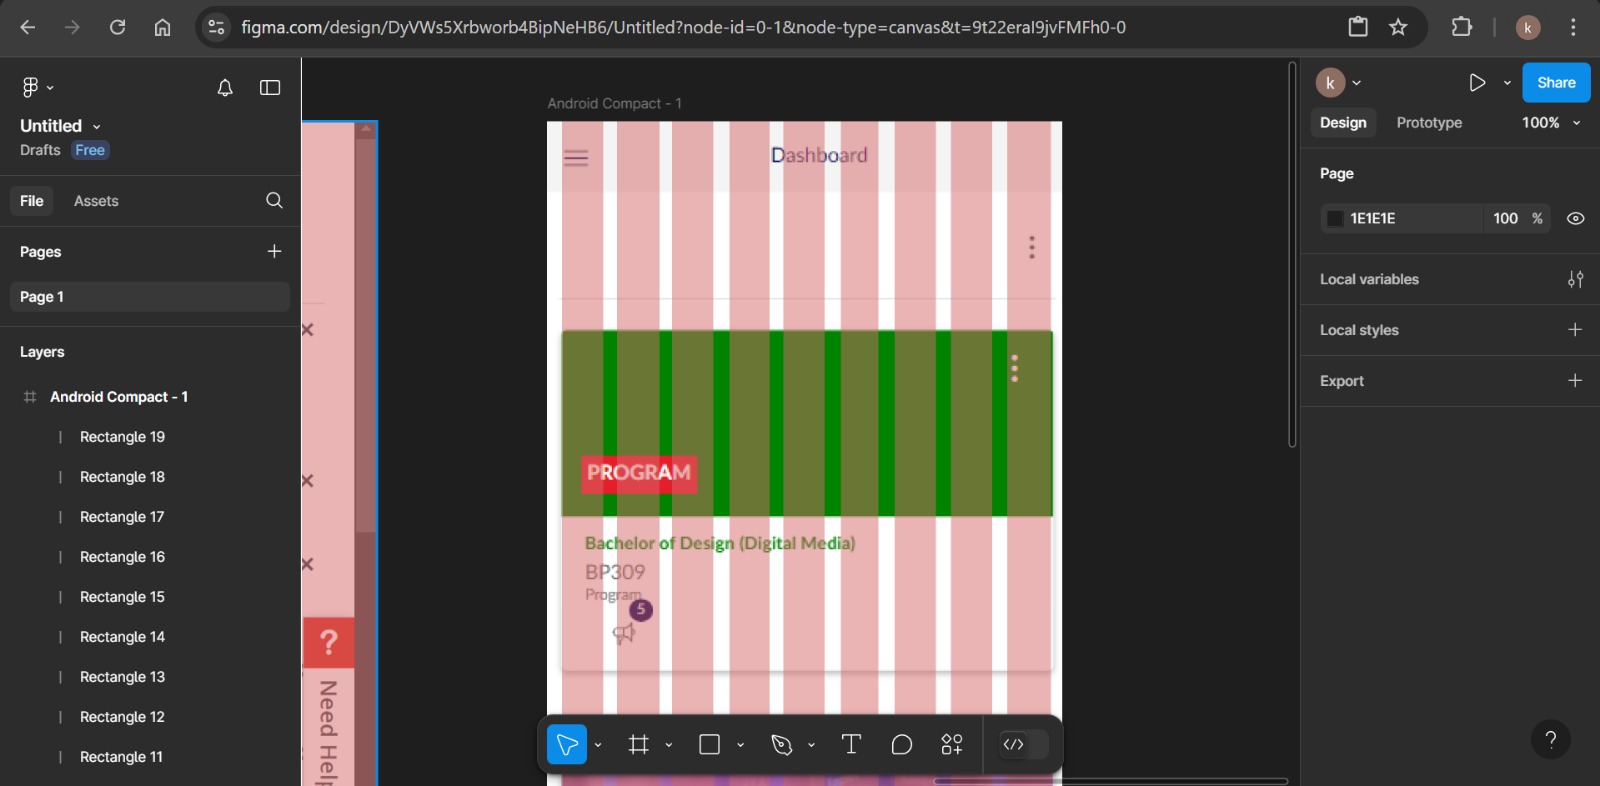 figma.com/design/DyVWs5Xrbworb4BipNeHB6/Untitled?node-id=0-1&node-type=canvas&t=9t22eral9jvFMFh0-0
k
Untitled
Drafts Free
File Assets
Pages
Page 1
Layers
Android Compact - 1
Rectangle 19
Rectangle 18
Rectangle 17
Rectangle 16
Rectangle 15
Rectangle 14
Rectangle 13
Rectangle 12
Rectangle 11
?
Need Help
Android Compact - 1
Dashboard
PROGRAM
Bachelor of Design (Digital Media)
BP309
Program
5
k
Share
Design Prototype 100%
Page
1E1E1E 100 %
Local variables
Local styles
Export
?